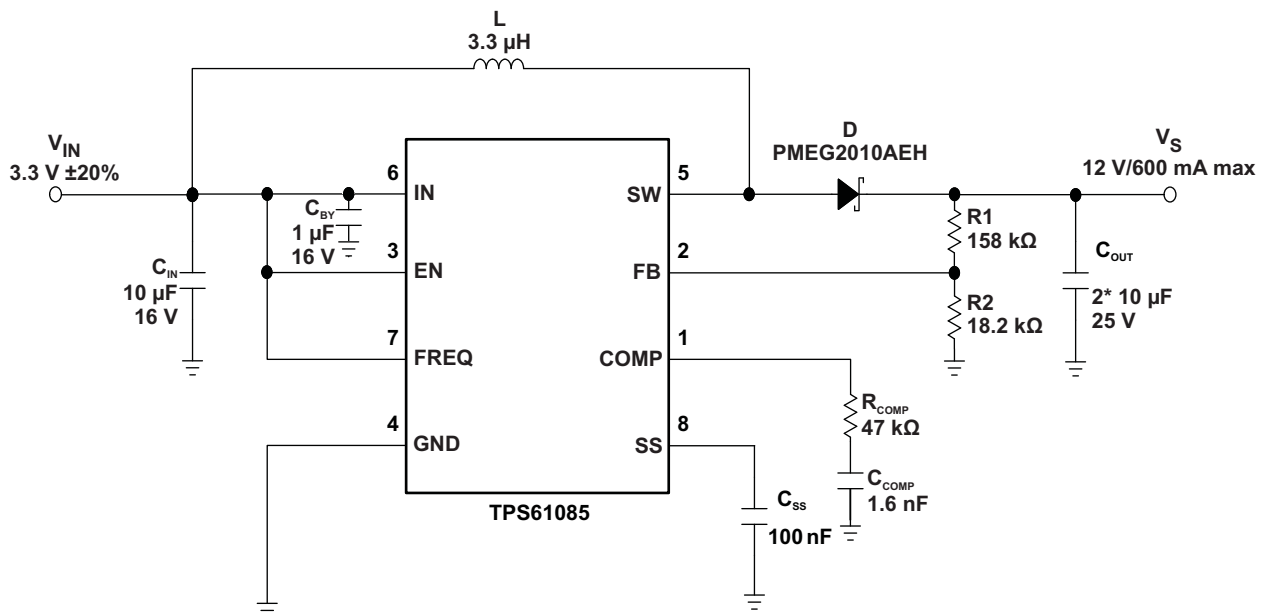 L
3.3 µH
D
PMEG2010AEH
V_IN
3.3 V ±20%
V_S
12 V/600 mA max
6
IN
5
SW
C_BY
1 µF
16 V
R1
158 kΩ
3
EN
2
FB
C_IN
10 µF
16 V
C_OUT
2* 10 µF
25 V
R2
18.2 kΩ
7
FREQ
1
COMP
R_COMP
47 kΩ
4
GND
8
SS
C_COMP
1.6 nF
C_SS
100 nF
TPS61085